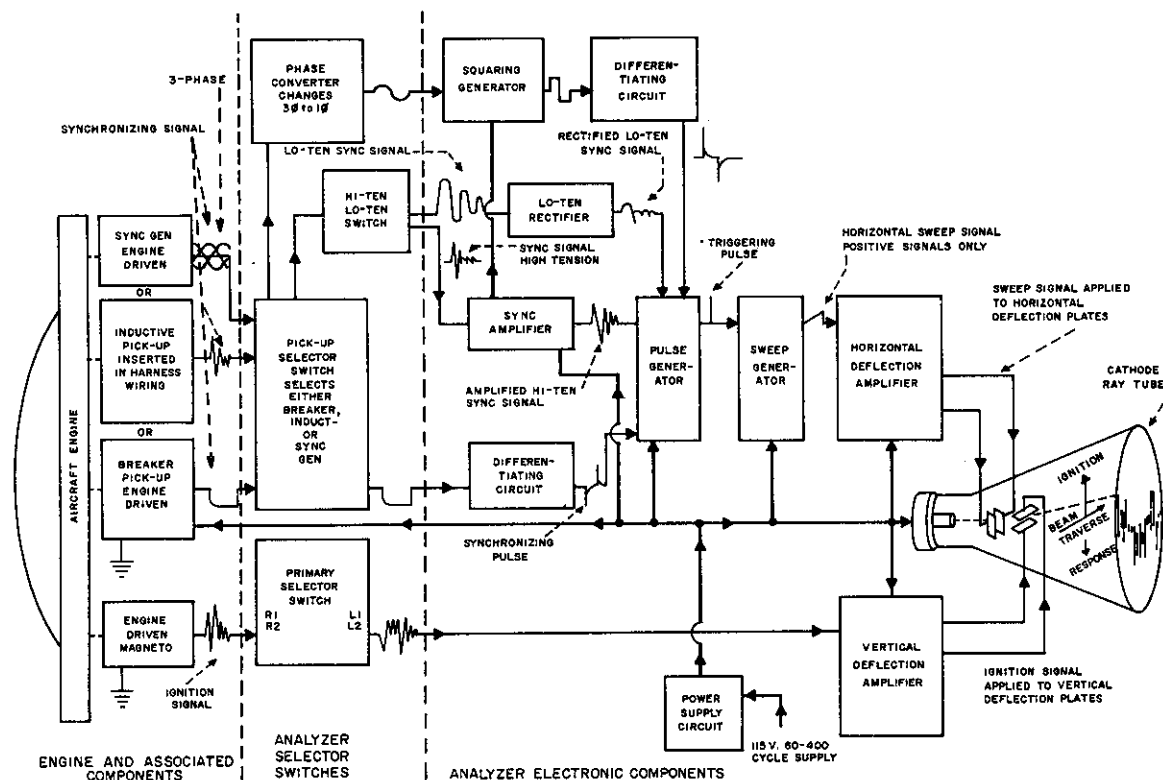 3-PHASE
SYNCHRONIZING SIGNAL
PHASE
CONVERTER
CHANGES
3Ø to 1Ø
SQUARING
GENERATOR
DIFFEREN-
TIATING
CIRCUIT
LO-TEN SYNC SIGNAL
RECTIFIED LO-TEN
SYNC SIGNAL
HI-TEN
LO-TEN
SWITCH
LO-TEN
RECTIFIER
SYNC SIGNAL
HIGH TENSION
TRIGGERING
PULSE
HORIZONTAL SWEEP SIGNAL
POSITIVE SIGNALS ONLY
SWEEP SIGNAL APPLIED
TO HORIZONTAL
DEFLECTION PLATES
AIRCRAFT ENGINE
SYNC GEN
ENGINE
DRIVEN
OR
INDUCTIVE
PICK-UP
INSERTED
IN HARNESS
WIRING
OR
BREAKER
PICK-UP
ENGINE
DRIVEN
PICK-UP
SELECTOR
SWITCH
SELECTS
EITHER
BREAKER,
INDUCT-
OR
SYNC
GEN
SYNC
AMPLIFIER
AMPLIFIED HI-TEN
SYNC SIGNAL
PULSE
GENER-
ATOR
SWEEP
GENER-
ATOR
HORIZONTAL
DEFLECTION
AMPLIFIER
CATHODE
RAY TUBE
DIFFEREN-
TIATING
CIRCUIT
SYNCHRONIZING
PULSE
IGNITION
BEAM
TRAVERSE
RESPONSE
ENGINE
DRIVEN
MAGNETO
IGNITION
SIGNAL
PRIMARY
SELECTOR
SWITCH
R1 L1
R2 L2
POWER
SUPPLY
CIRCUIT
115 V. 60-400
CYCLE SUPPLY
VERTICAL
DEFLECTION
AMPLIFIER
IGNITION SIGNAL
APPLIED TO VERTICAL
DEFLECTION PLATES
ENGINE AND ASSOCIATED
COMPONENTS
ANALYZER
SELECTOR
SWITCHES
ANALYZER ELECTRONIC COMPONENTS